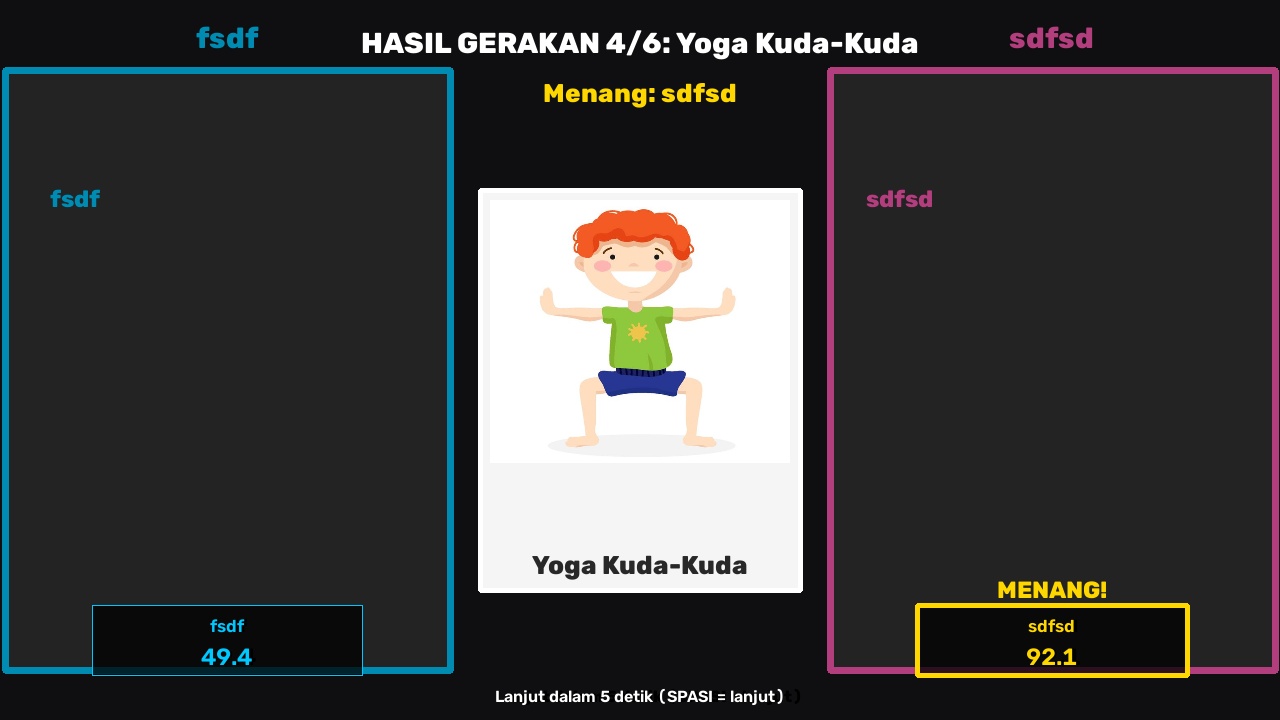 fsdf
HASIL GERAKAN 4/6: Yoga Kuda-Kuda
sdfsd
Menang: sdfsd
fsdf
sdfsd
Yoga Kuda-Kuda
MENANG!
fsdf
49.4
sdfsd
92.1
Lanjut dalam 5 detik (SPASI = lanjut)